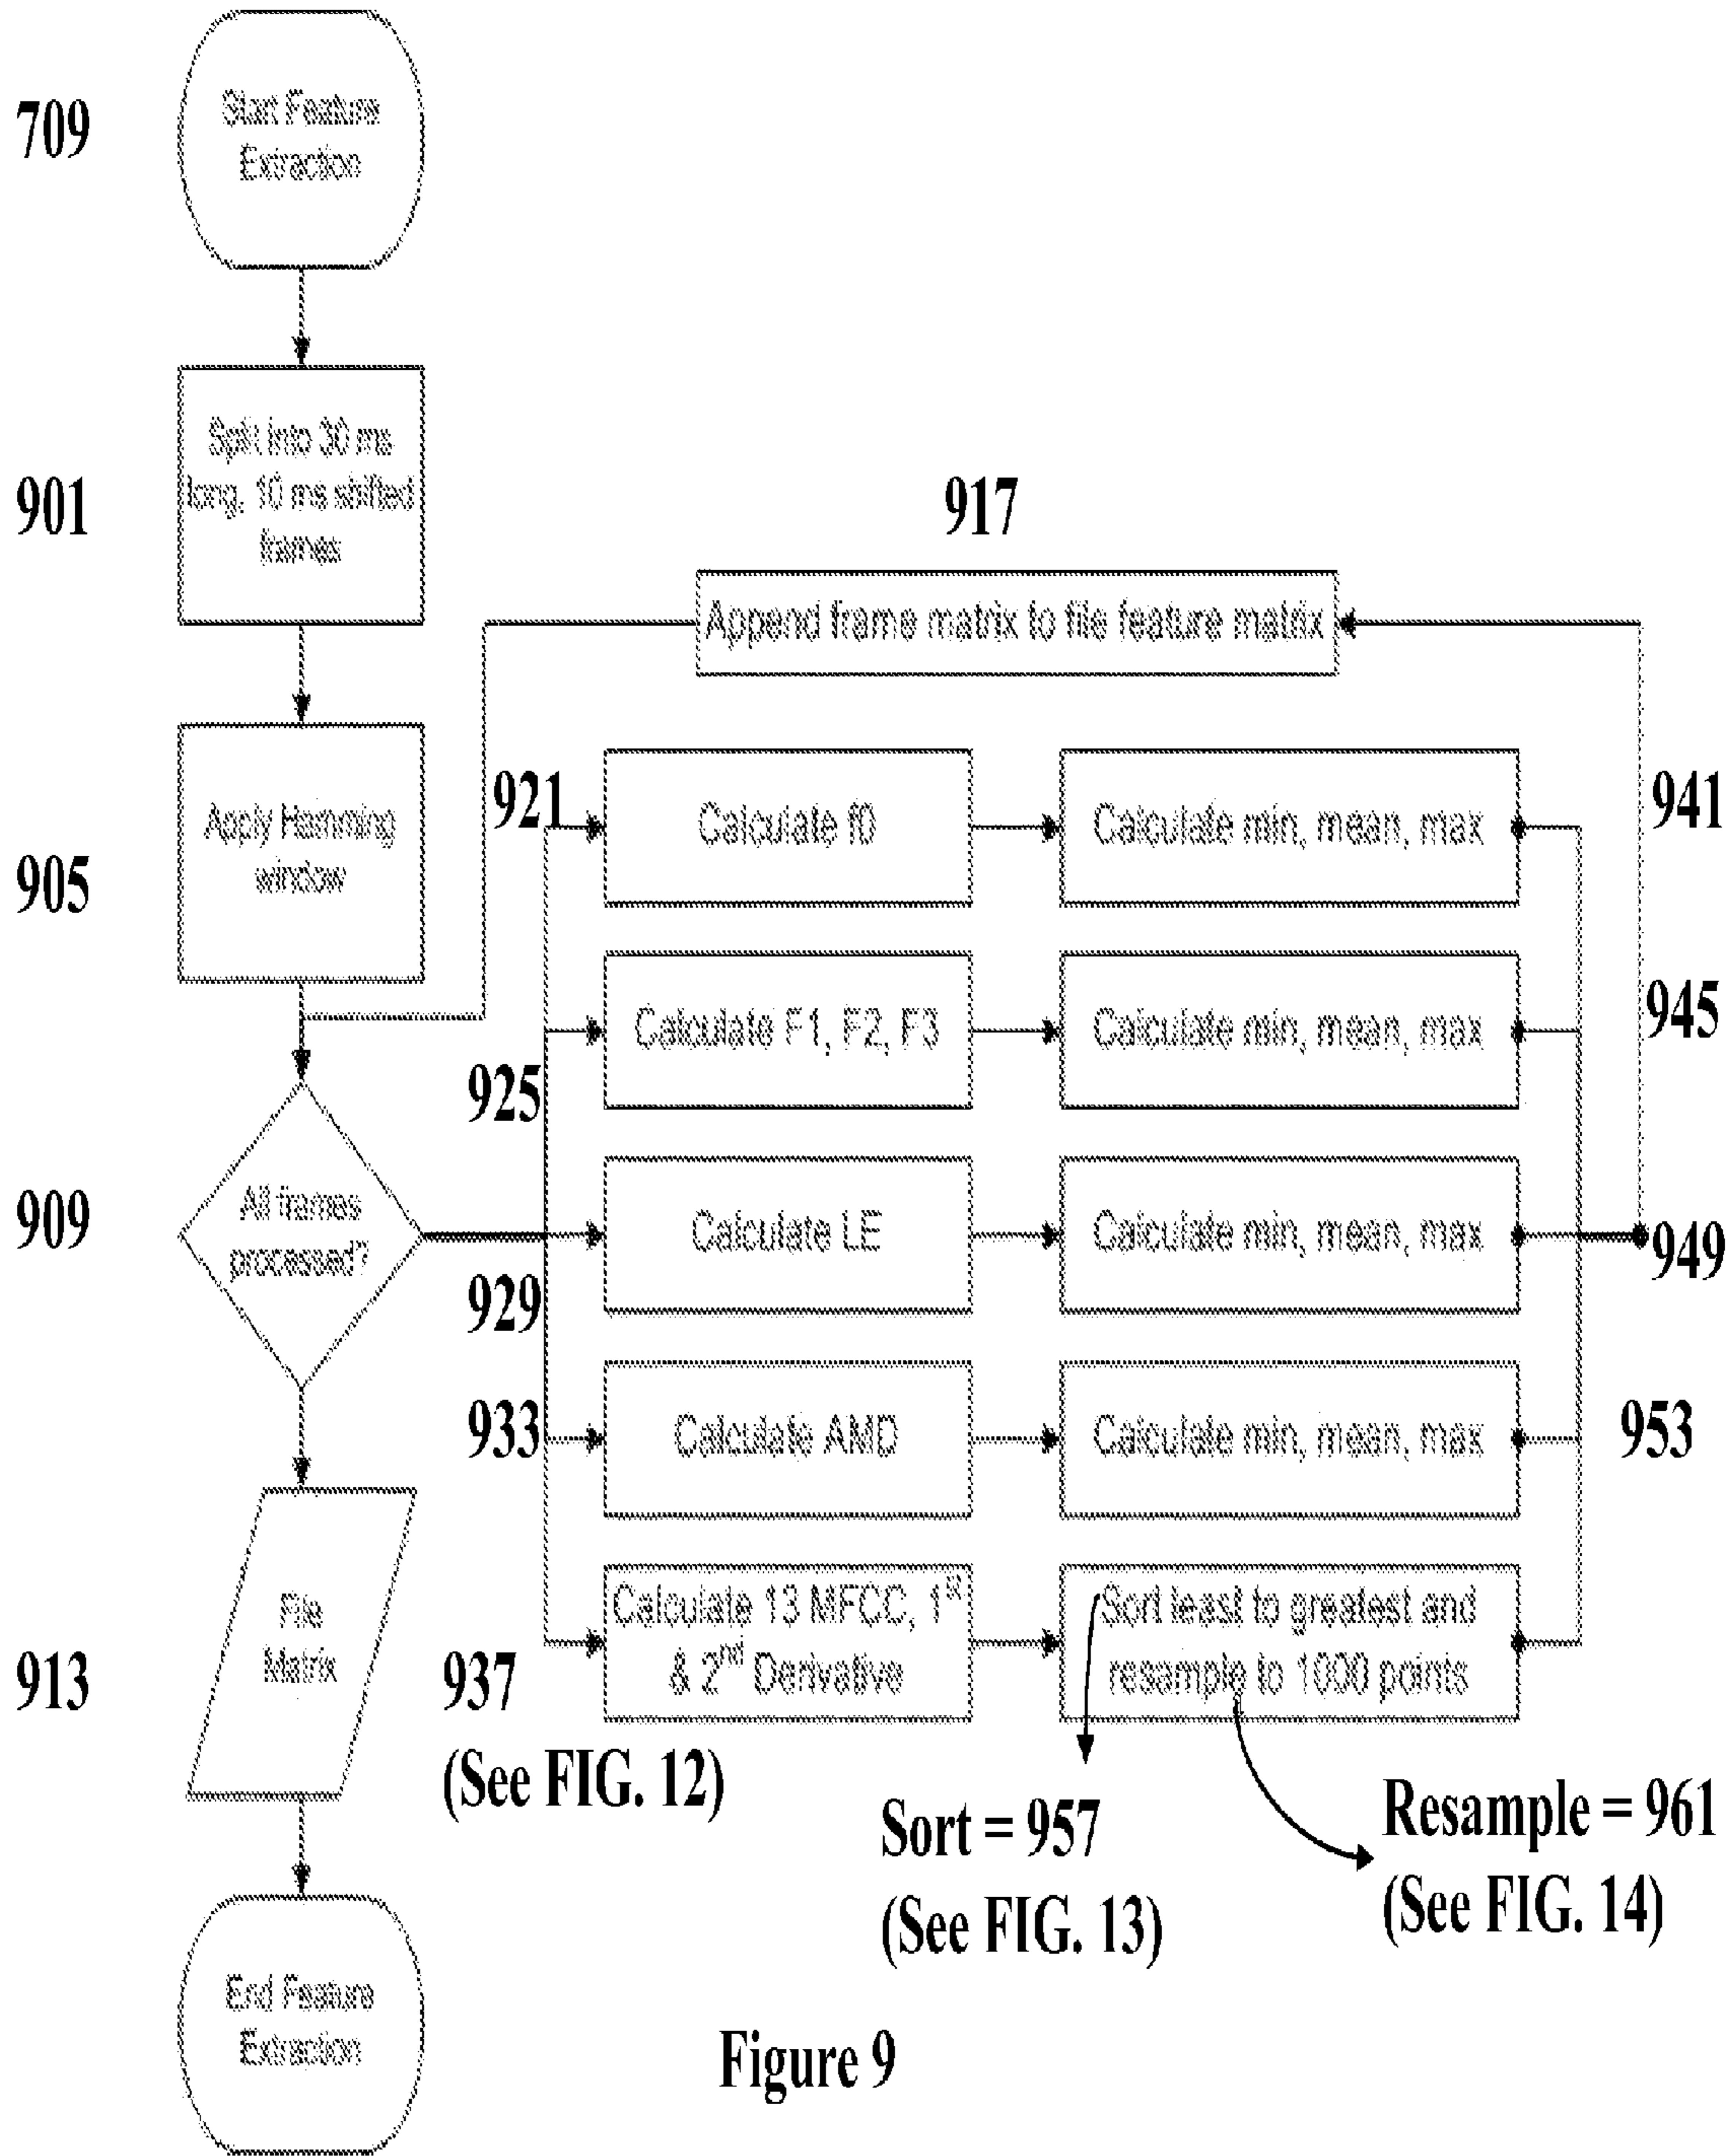 709
Start Feature
Extraction
901
Split into 30 ms
long, 10 ms shifted
frames
917
Append frame matrix to file feature matrix
905
Apply Hamming
window
921
Calculate f0
Calculate min, mean, max
941
925
Calculate F1, F2, F3
Calculate min, mean, max
945
909
All frames
processed?
929
Calculate LE
Calculate min, mean, max
949
933
Calculate AMD
Calculate min, mean, max
953
913
File
Matrix
937
(See FIG. 12)
Calculate 13 MFCC, 1st
& 2nd Derivative
Sort least to greatest and
resample to 1000 points
Sort = 957
(See FIG. 13)
Resample = 961
(See FIG. 14)
End Feature
Extraction
Figure 9